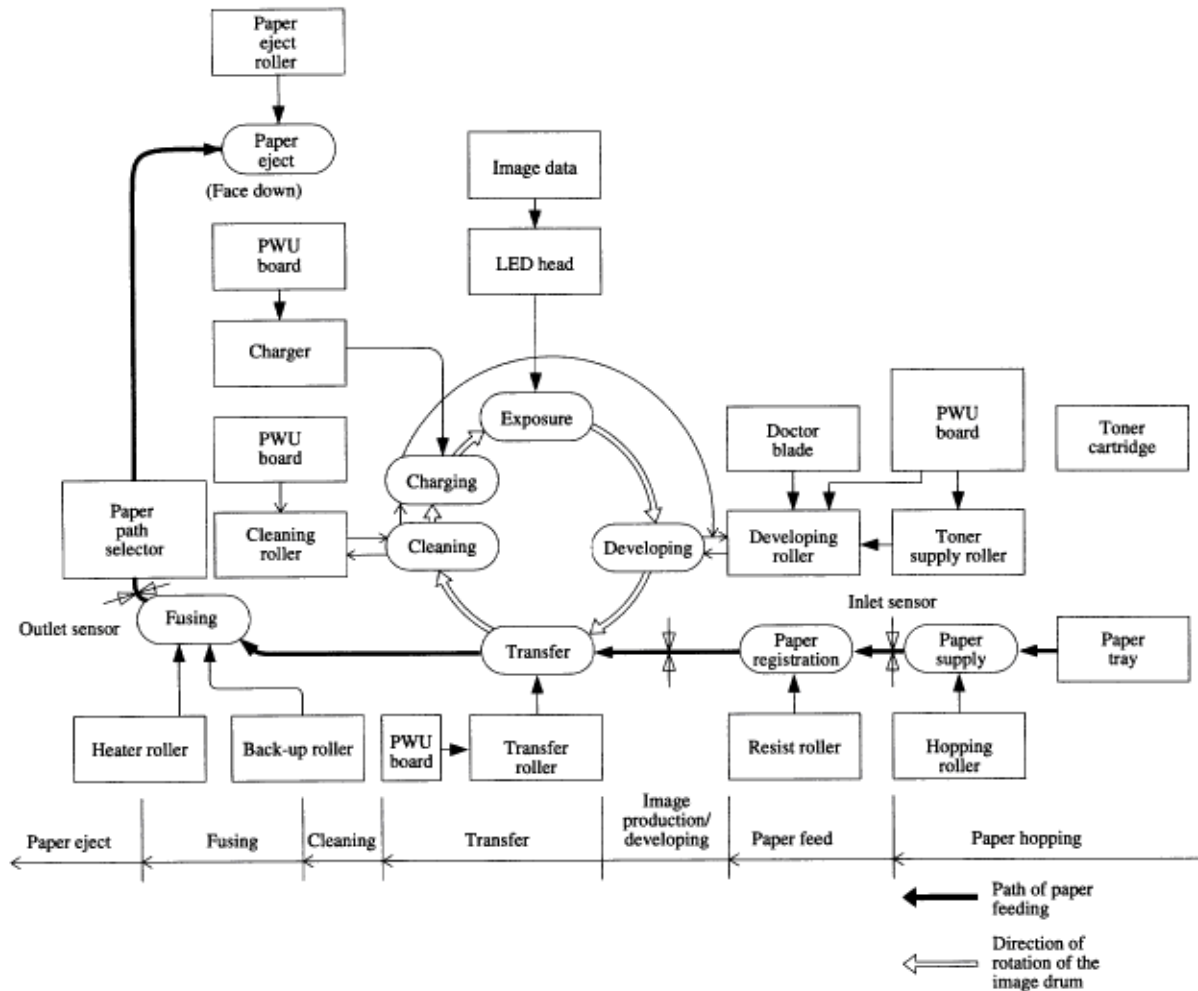 Paper
eject
roller
Paper
eject
(Face down)
Image data
PWU
board
LED head
Charger
Exposure
PWU
board
Doctor
blade
PWU
board
Toner
cartridge
Charging
Paper
path
selector
Cleaning
roller
Cleaning
Developing
Developing
roller
Toner
supply roller
Outlet sensor
Fusing
Inlet sensor
Transfer
Paper
registration
Paper
supply
Paper
tray
Heater roller
Back-up roller
PWU
board
Transfer
roller
Resist roller
Hopping
roller
Paper eject
Fusing
Cleaning
Transfer
Image
production/
developing
Paper feed
Paper hopping
Path of paper
feeding
Direction of
rotation of the
image drum